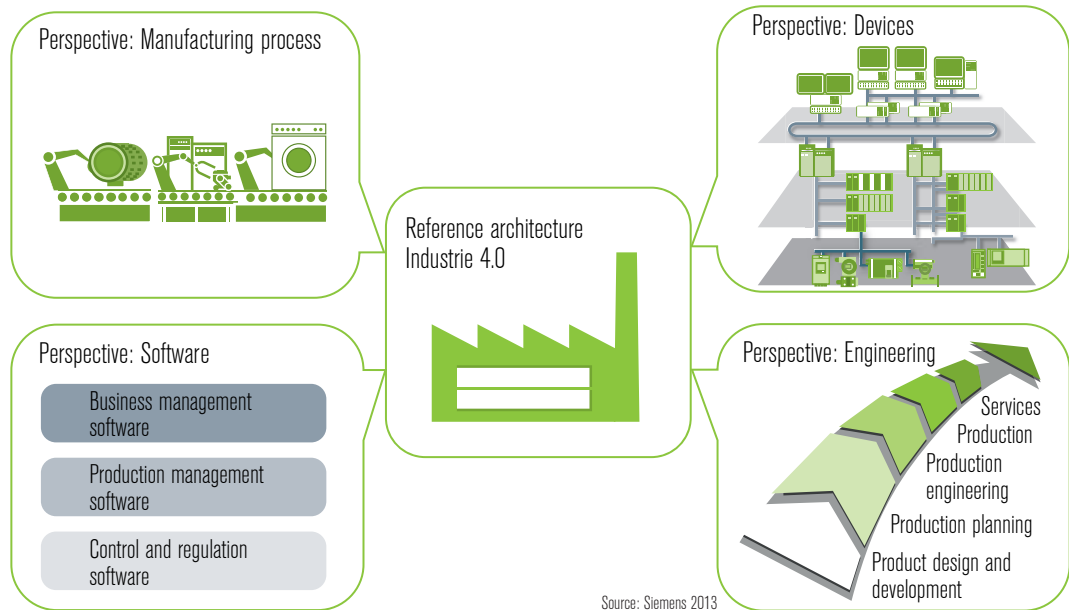 Perspective: Manufacturing process
Perspective: Devices
Reference architecture
Industrie 4.0
Perspective: Software
Business management
software
Production management
software
Control and regulation
software
Perspective: Engineering
Services
Production
Production
engineering
Production planning
Product design and
development
Source: Siemens 2013